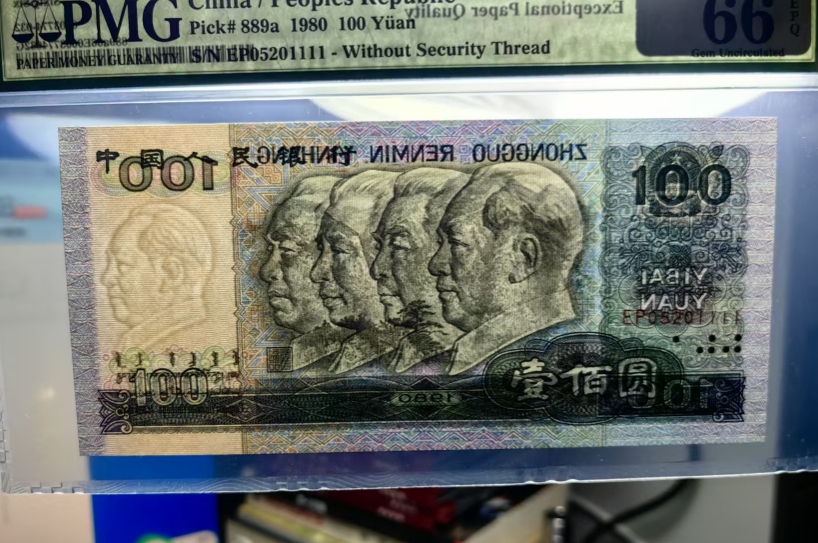 China / Peoples Republic
PMG Pick# 889a 1980 100 Yüan
Exceptional Paper Quality
66 EPQ
Gem Uncirculated
PAPER MONEY GUARANTY S/N EP05201111 - Without Security Thread
中国人民银行
ZHONGGUO RENMIN YINHANG
100
100
YIBAI
YUAN
EP05201111
100
1980
壹佰圆
100